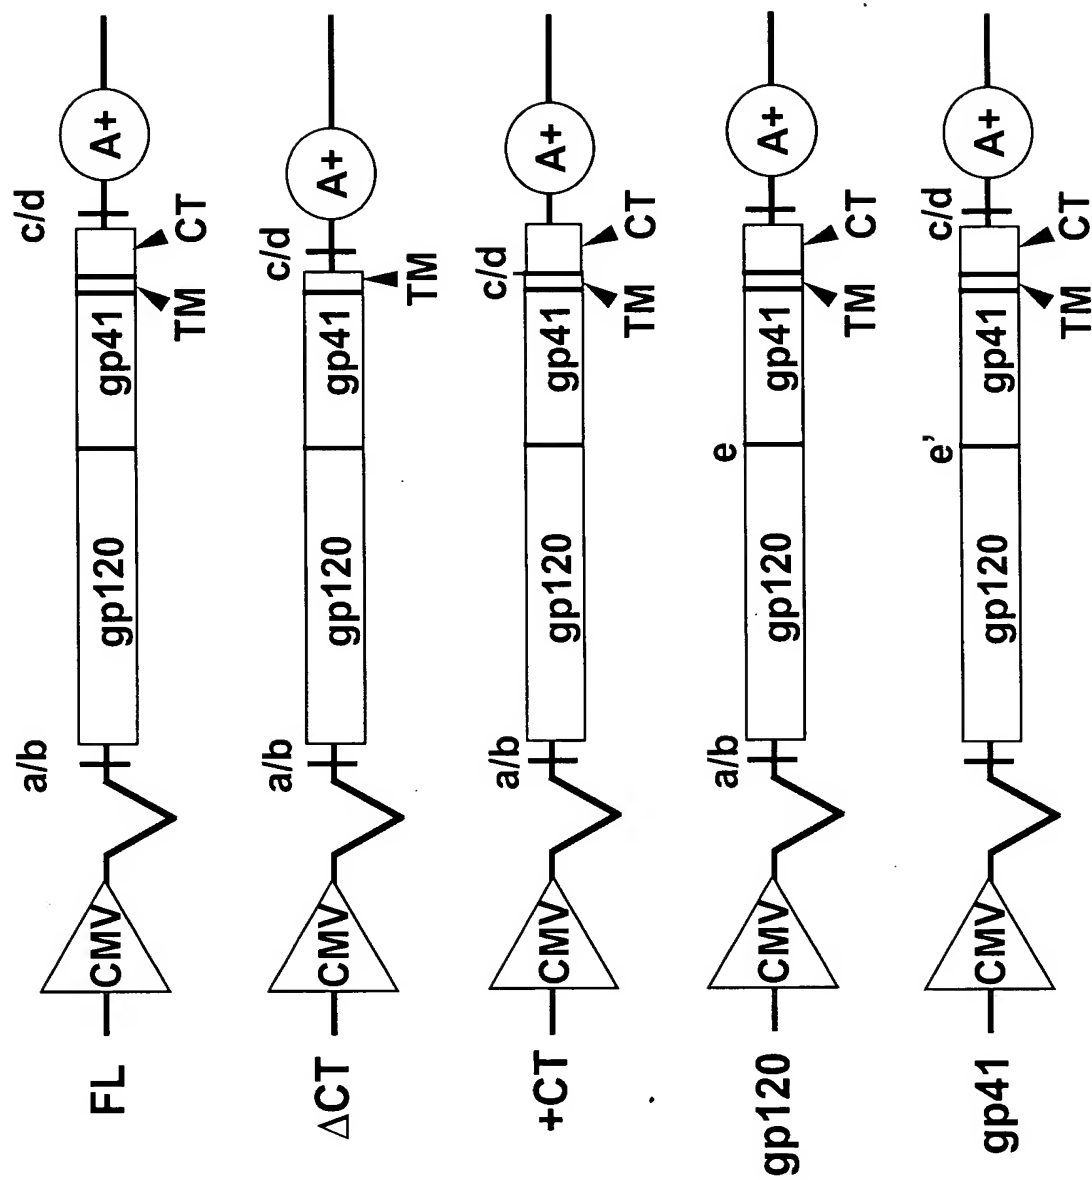 FL
CMV
a/b
gp120
gp41
TM
CT
c/d
A+
ΔCT
CMV
a/b
gp120
gp41
TM
c/d
A+
+CT
CMV
a/b
gp120
gp41
c/d
TM
CT
A+
gp120
CMV
a/b
gp120
e
gp41
TM
CT
A+
gp41
CMV
gp120
e'
gp41
TM
CT
c/d
A+